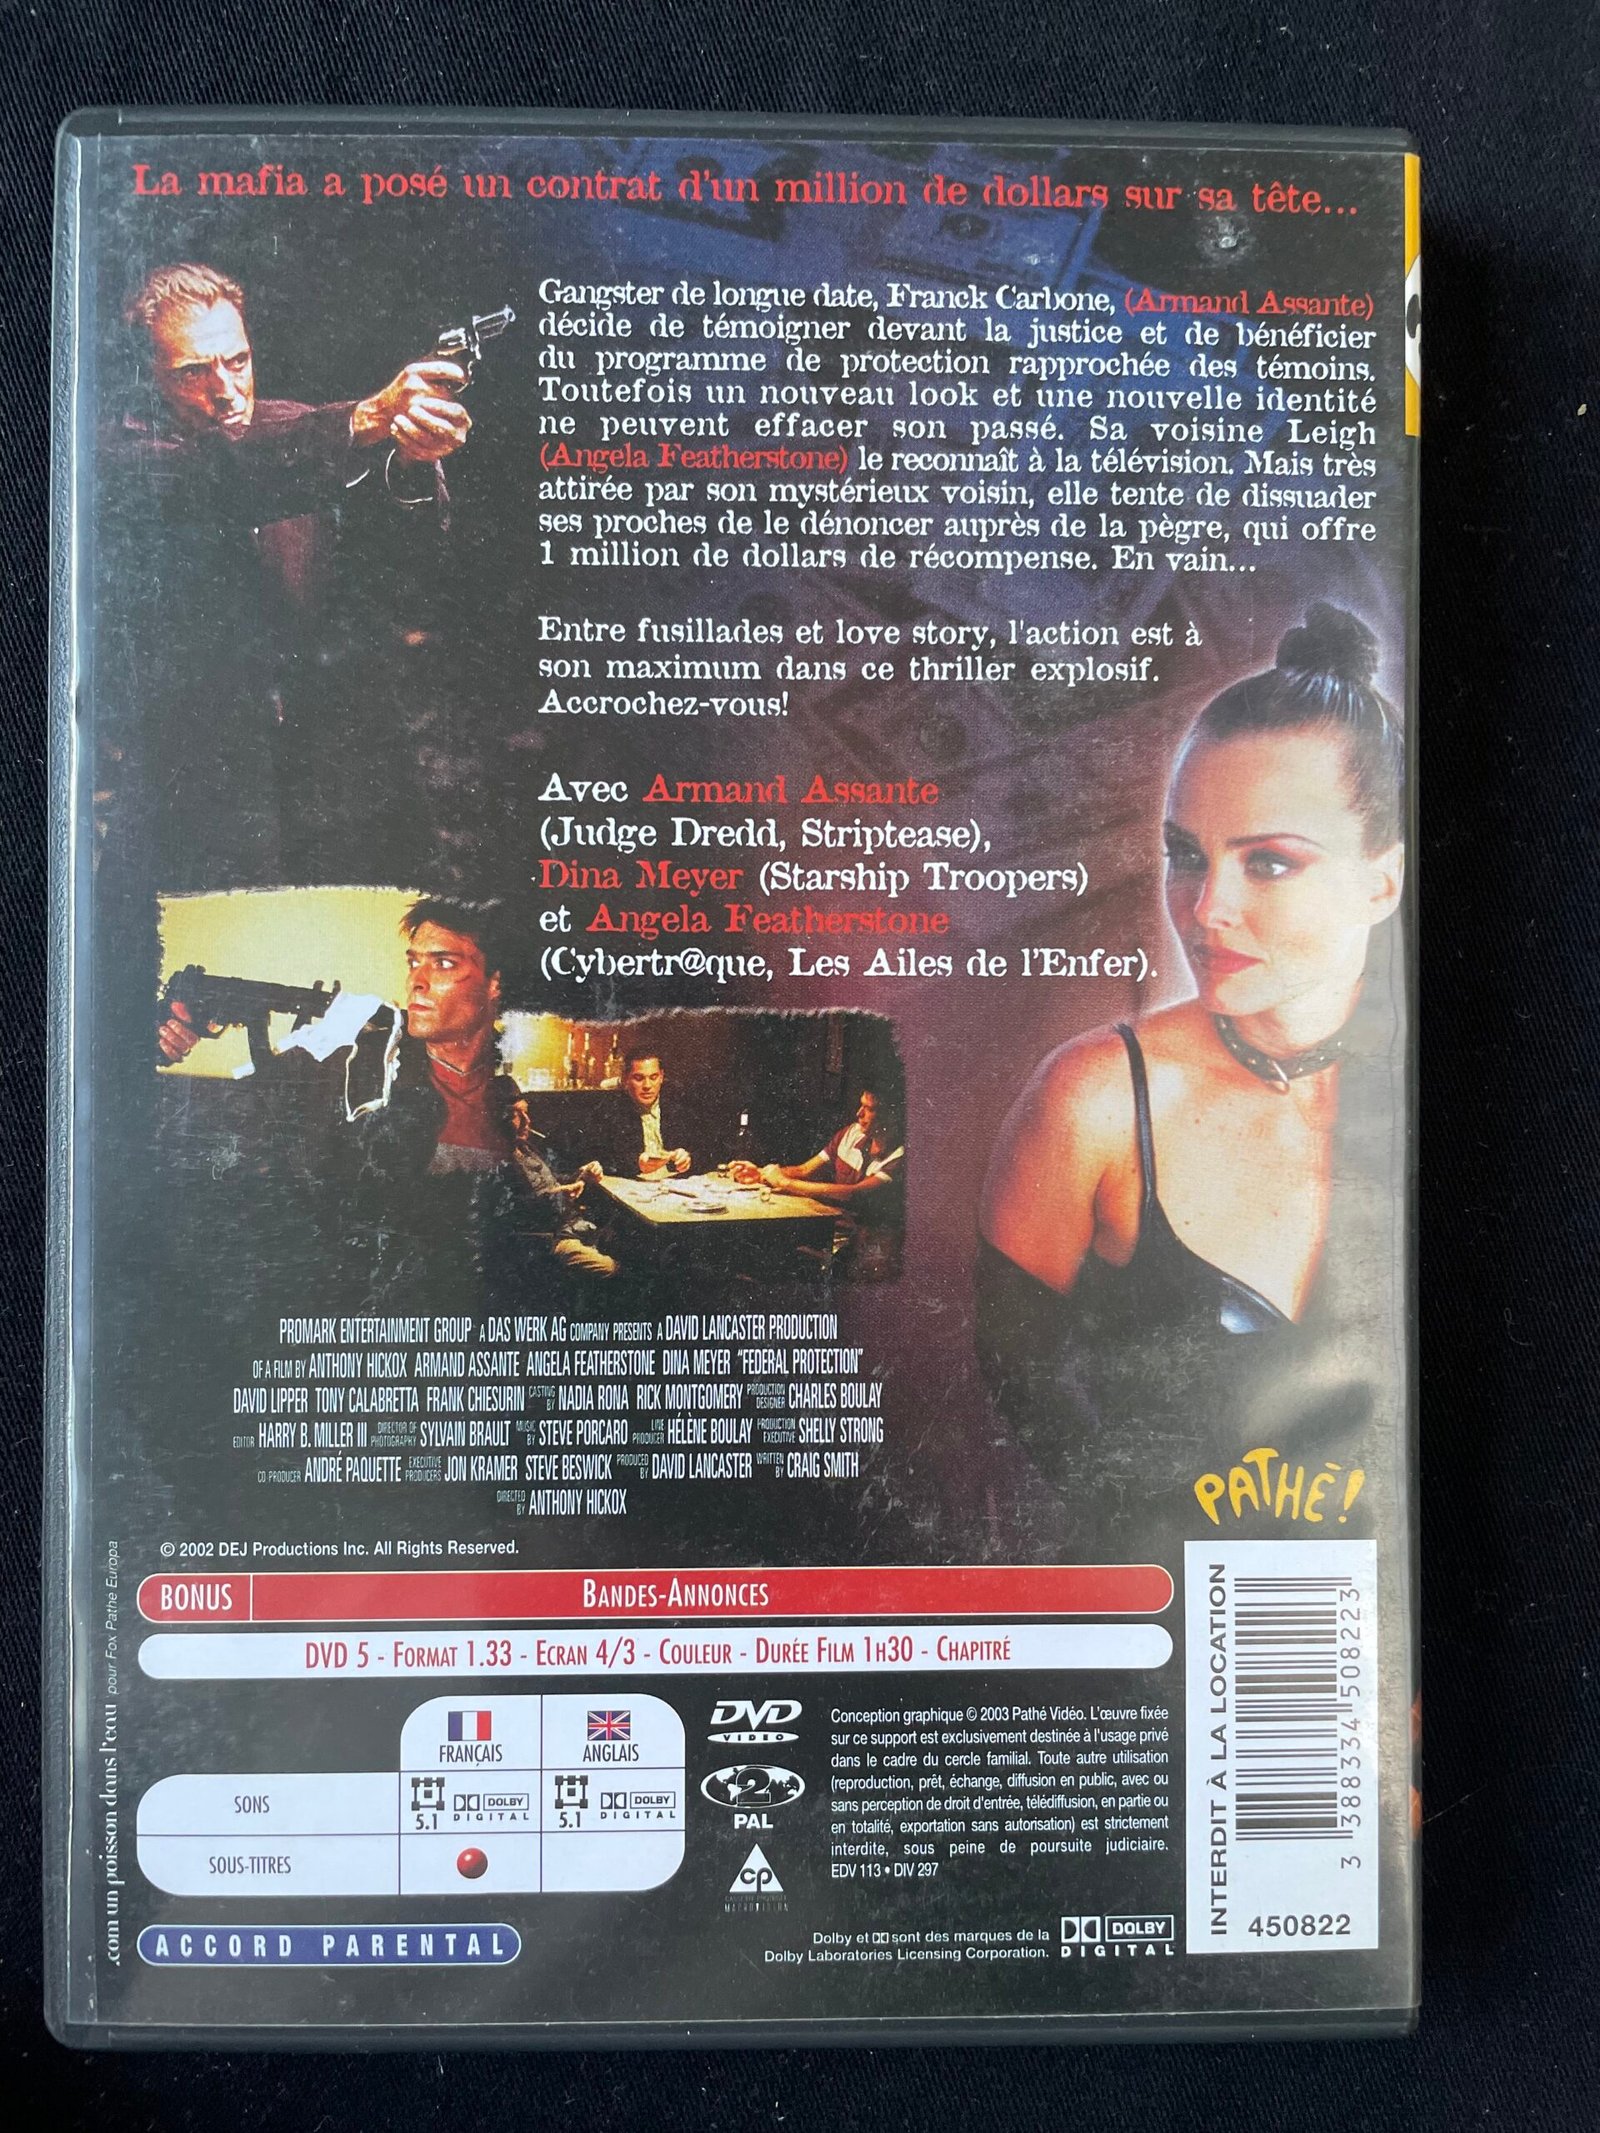 La mafia a posé un contrat d'un million de dollars sur sa tête...
Gangster de longue date, Franck Carbone, (Armand Assante)
décide de témoigner devant la justice et de bénéficier
du programme de protection rapprochée des témoins.
Toutefois un nouveau look et une nouvelle identité
ne peuvent effacer son passé. Sa voisine Leigh
(Angela Featherstone) le reconnaît à la télévision. Mais très
attirée par son mystérieux voisin, elle tente de dissuader
ses proches de le dénoncer auprès de la pègre, qui offre
1 million de dollars de récompense. En vain...
Entre fusillades et love story, l'action est à
son maximum dans ce thriller explosif.
Accrochez-vous!
Avec Armand Assante
(Judge Dredd, Striptease),
Dina Meyer (Starship Troopers)
et Angela Featherstone
(Cybertr@que, Les Ailes de l'Enfer).
PROMARK ENTERTAINMENT GROUP A DAS WERK AG COMPANY PRESENTS A DAVID LANCASTER PRODUCTION
OF A FILM BY ANTHONY HICKOX ARMAND ASSANTE ANGELA FEATHERSTONE DINA MEYER "FEDERAL PROTECTION"
DAVID LIPPER TONY CALABRETTA FRANK CHIESURIN CASTING BY NADIA RONA RICK MONTGOMERY PRODUCTION DESIGNER CHARLES BOULAY
EDITOR HARRY B. MILLER III DIRECTOR OF PHOTOGRAPHY SYLVAIN BRAULT MUSIC BY STEVE PORCARO LINE PRODUCER HÉLÈNE BOULAY PRODUCTION EXECUTIVE SHELLY STRONG
CO PRODUCER ANDRÉ PAQUETTE EXECUTIVE PRODUCERS JON KRAMER STEVE BESWICK PRODUCED BY DAVID LANCASTER WRITTEN BY CRAIG SMITH
DIRECTED BY ANTHONY HICKOX
PATHÉ!
© 2002 DEJ Productions Inc. All Rights Reserved.
BONUS BANDES-ANNONCES
DVD 5 - FORMAT 1.33 - ECRAN 4/3 - COULEUR - DURÉE FILM 1H30 - CHAPITRÉ
.com un poisson dans l'eau pour Fox Pathé Europa
FRANÇAIS ANGLAIS
SONS 5.1 DOLBY DIGITAL 5.1 DOLBY DIGITAL
SOUS-TITRES
ACCORD PARENTAL
DVD
VIDEO
2
PAL
CP
MACROVISION
Conception graphique © 2003 Pathé Vidéo. L'œuvre fixée
sur ce support est exclusivement destinée à l'usage privé
dans le cadre du cercle familial. Toute autre utilisation
(reproduction, prêt, échange, diffusion en public, avec ou
sans perception de droit d'entrée, télédiffusion, en partie ou
en totalité, exportation sans autorisation) est strictement
interdite, sous peine de poursuite judiciaire.
EDV 113 • DIV 297
Dolby et DD sont des marques de la
Dolby Laboratories Licensing Corporation.
DOLBY
DIGITAL
INTERDIT À LA LOCATION
3 388334 508223
450822